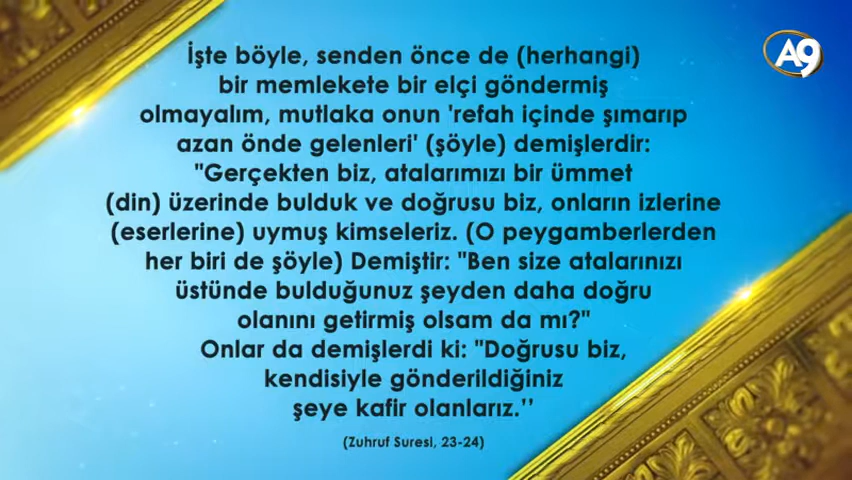 A9
İşte böyle, senden önce de (herhangi)
bir memlekete bir elçi göndermiş
olmayalım, mutlaka onun 'refah içinde şımarıp
azan önde gelenleri' (şöyle) demişlerdir:
"Gerçekten biz, atalarımızı bir ümmet
(din) üzerinde bulduk ve doğrusu biz, onların izlerine
(eserlerine) uymuş kimseleriz. (O peygamberlerden
her biri de şöyle) Demiştir: "Ben size atalarınızı
üstünde bulduğunuz şeyden daha doğru
olanını getirmiş olsam da mı?"
Onlar da demişlerdi ki: "Doğrusu biz,
kendisiyle gönderildiğiniz
şeye kafir olanlarız.''
(Zuhruf Suresi, 23-24)